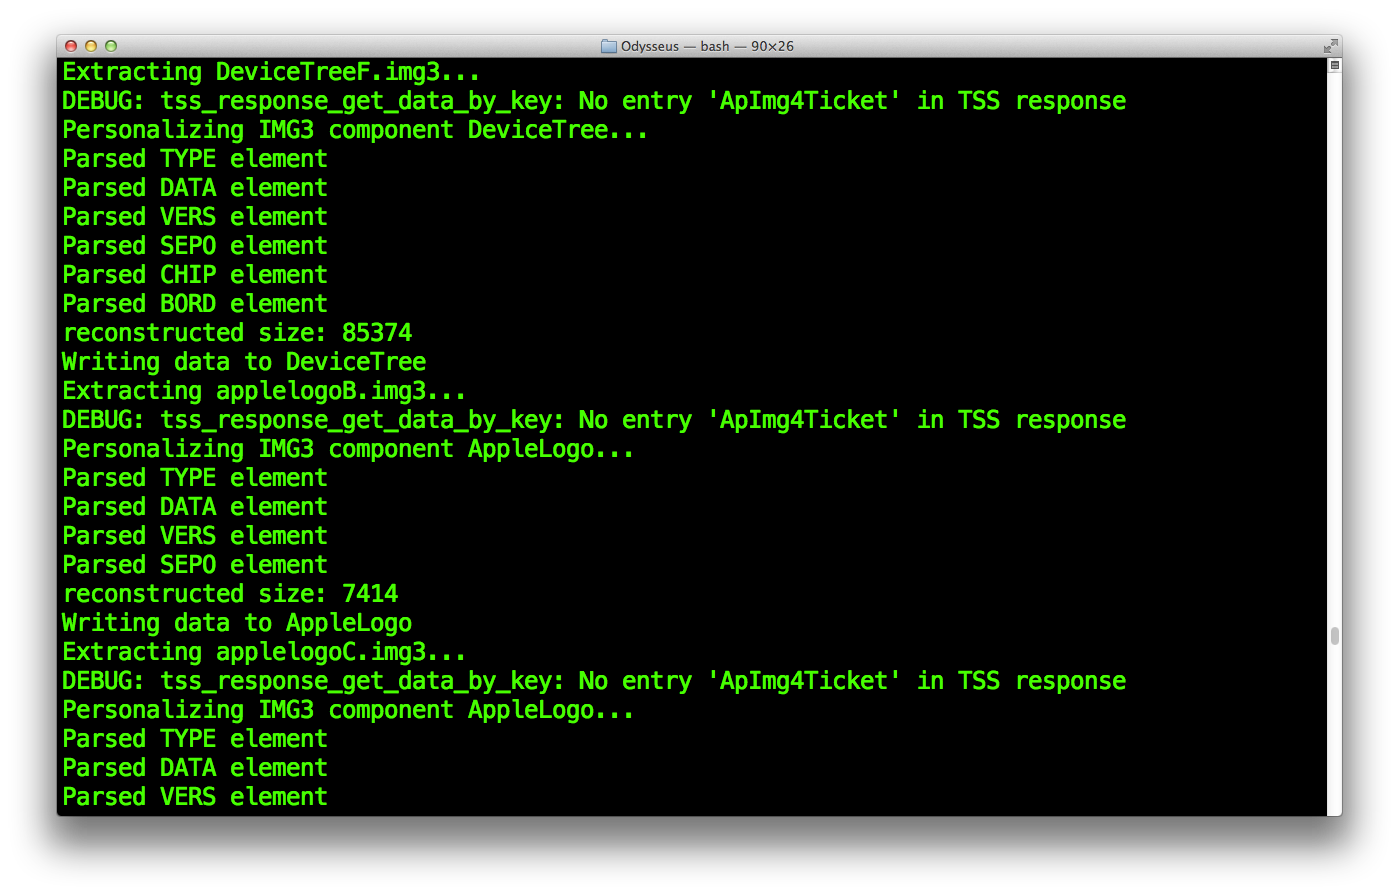 Odysseus — bash — 90×26
Extracting DeviceTreeF.img3...
DEBUG: tss_response_get_data_by_key: No entry 'ApImg4Ticket' in TSS response
Personalizing IMG3 component DeviceTree...
Parsed TYPE element
Parsed DATA element
Parsed VERS element
Parsed SEPO element
Parsed CHIP element
Parsed BORD element
reconstructed size: 85374
Writing data to DeviceTree
Extracting applelogoB.img3...
DEBUG: tss_response_get_data_by_key: No entry 'ApImg4Ticket' in TSS response
Personalizing IMG3 component AppleLogo...
Parsed TYPE element
Parsed DATA element
Parsed VERS element
Parsed SEPO element
reconstructed size: 7414
Writing data to AppleLogo
Extracting applelogoC.img3...
DEBUG: tss_response_get_data_by_key: No entry 'ApImg4Ticket' in TSS response
Personalizing IMG3 component AppleLogo...
Parsed TYPE element
Parsed DATA element
Parsed VERS element